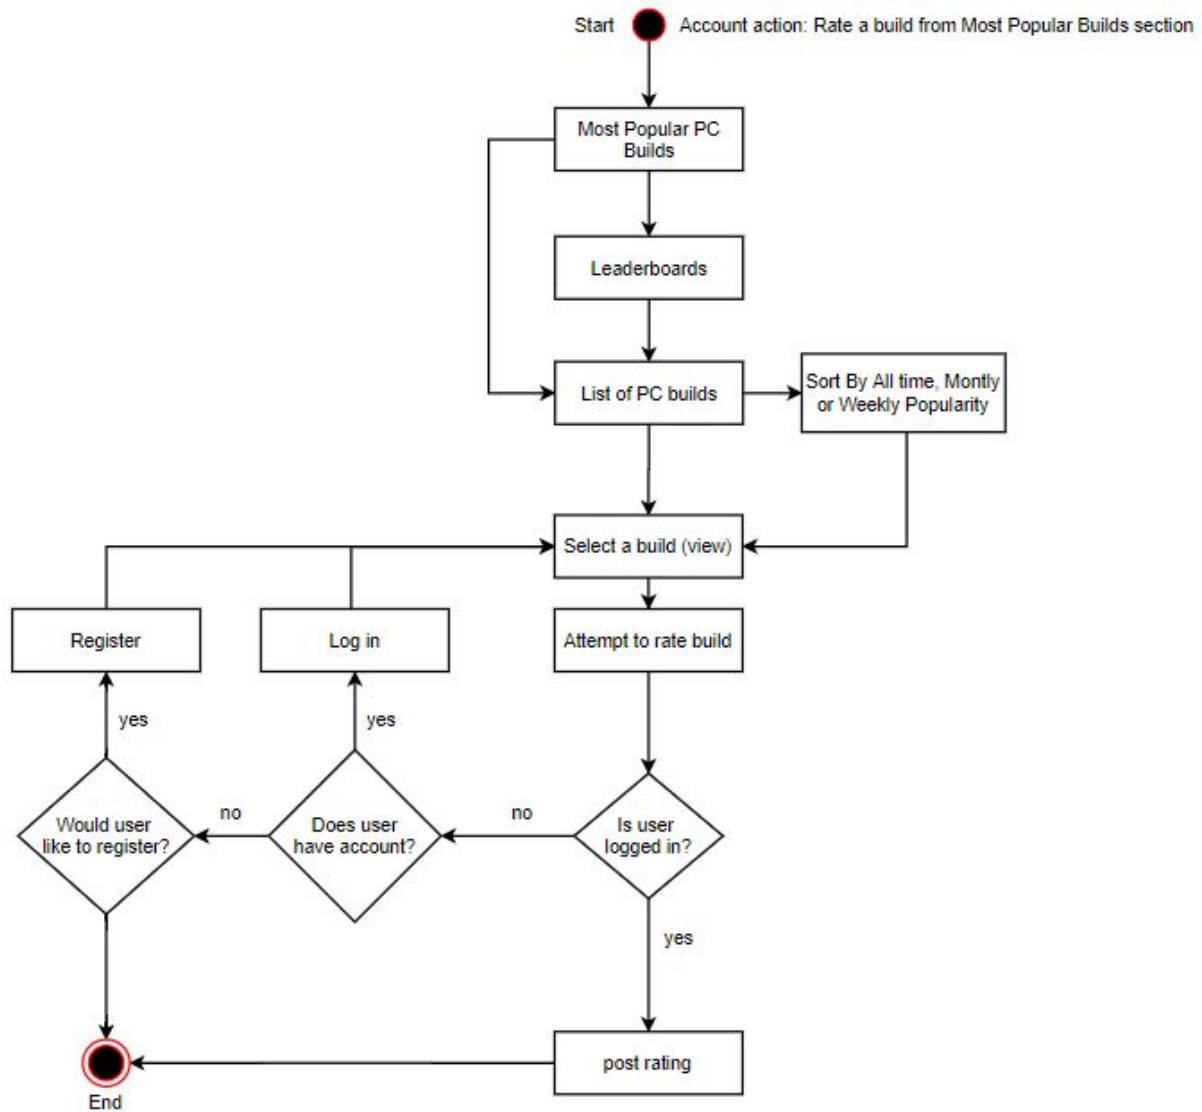 Start
Account action: Rate a build from Most Popular Builds section
Most Popular PC
Builds
Leaderboards
List of PC builds
Sort By All time, Montly
or Weekly Popularity
Select a build (view)
Register
Log in
Attempt to rate build
yes
yes
Would user
like to register?
no
Does user
have account?
no
Is user
logged in?
yes
post rating
End